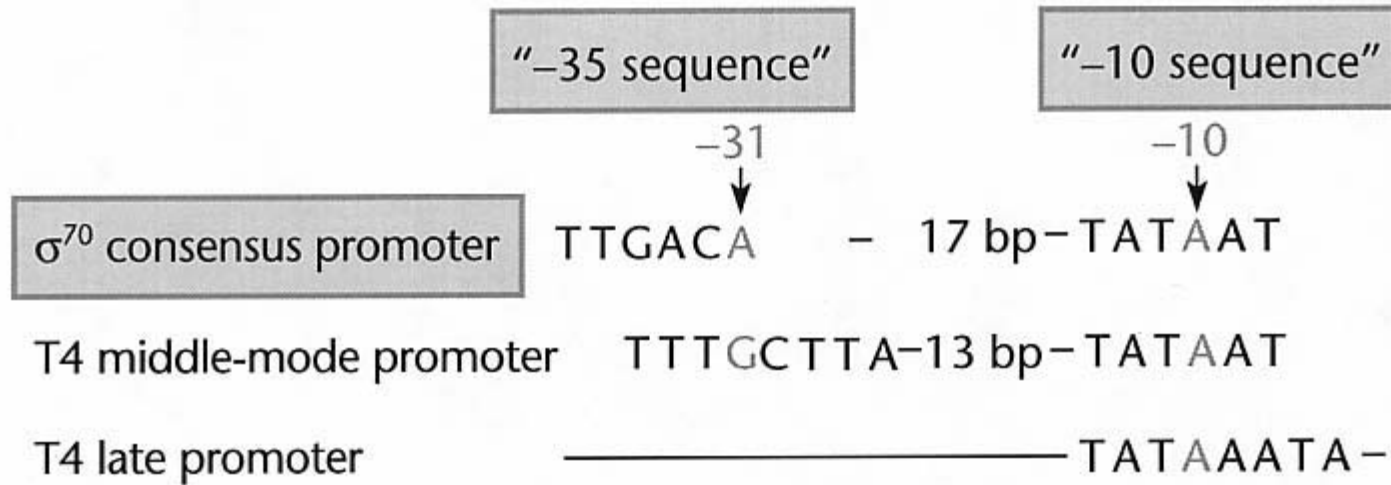 “–35 sequence” “–10 sequence”
–31 –10
σ70 consensus promoter TTGACA – 17 bp–TATAAT
T4 middle-mode promoter TTTGCTTA–13 bp–TATAAT
T4 late promoter TATAAATA–